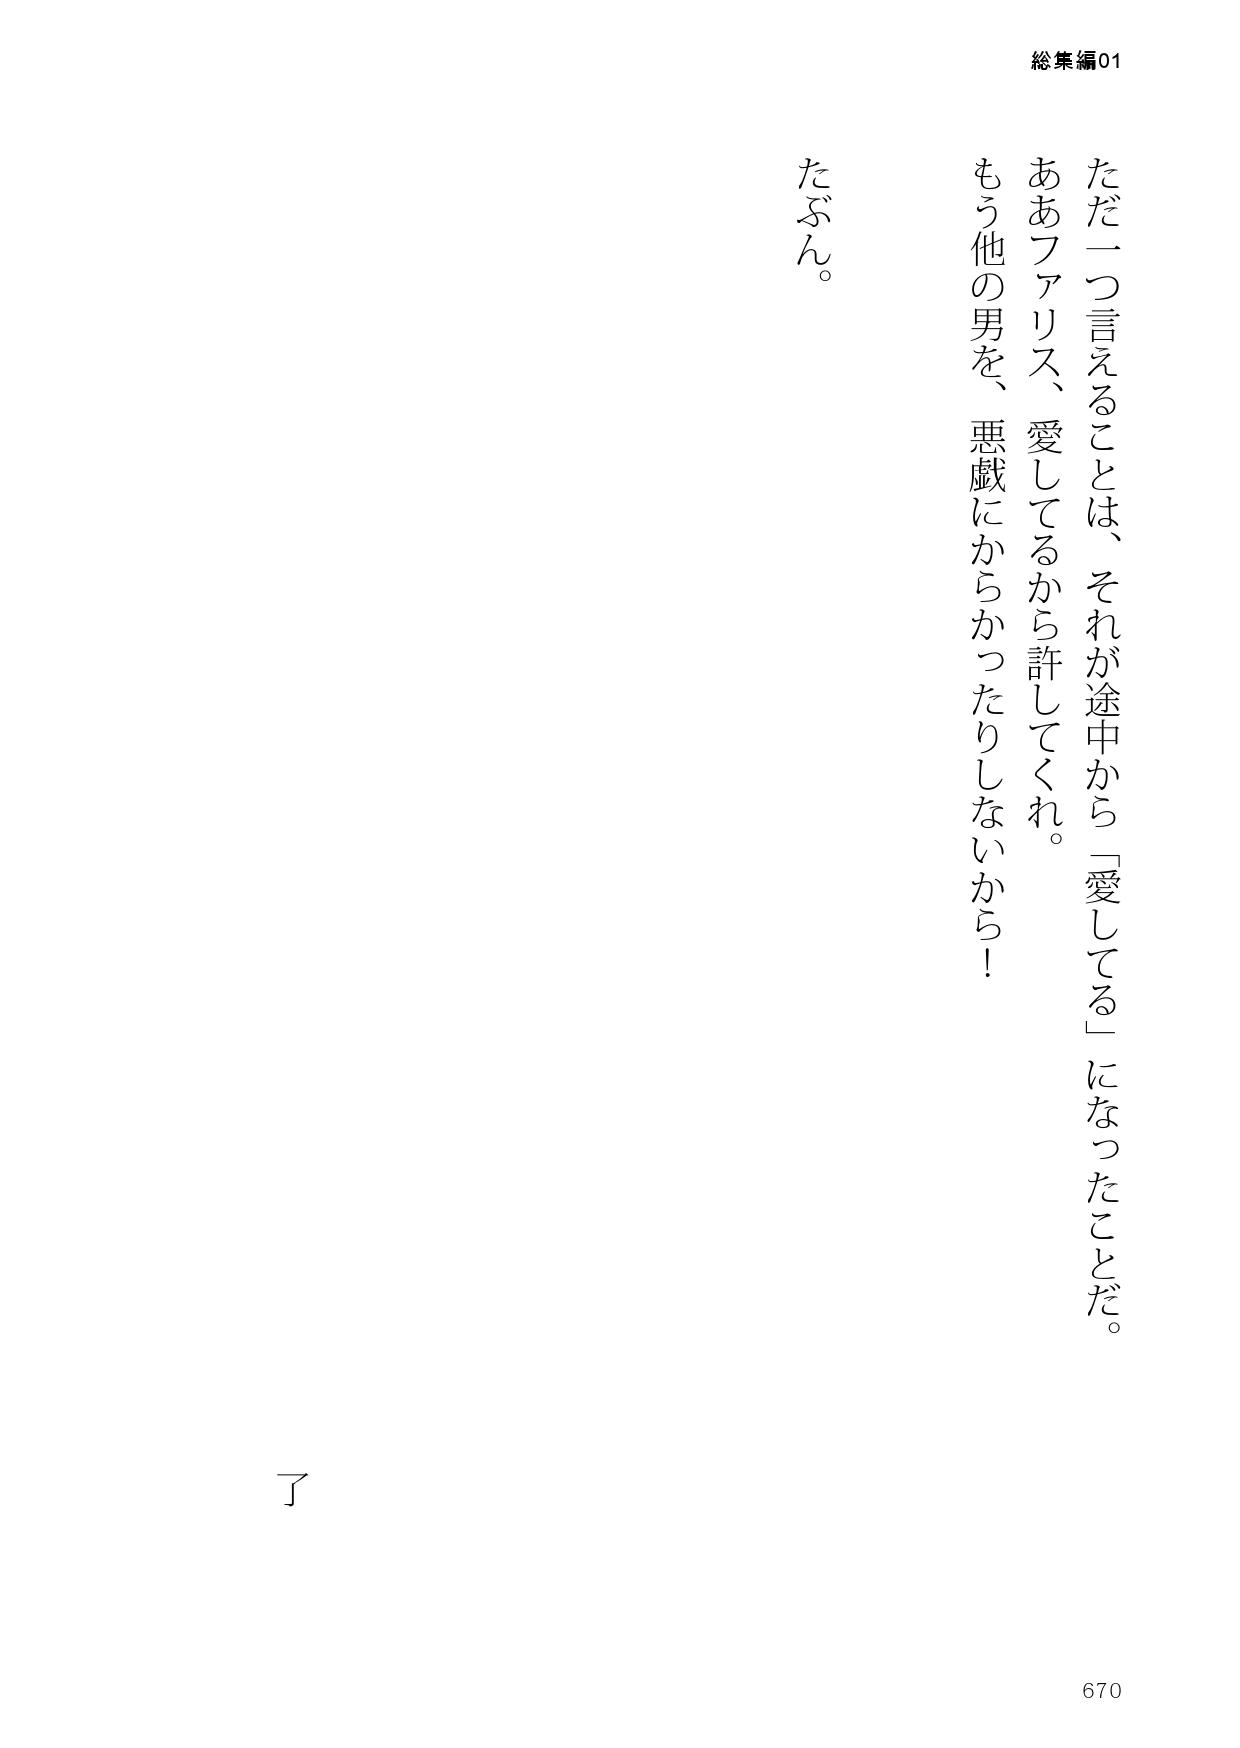 総集編01
ただ一つ言えることは、それが途中から「愛してる」になったことだ。
ああファリス、愛してるから許してくれ。
もう他の男を、悪戯にからかったりしないから！
たぶん。
了
670